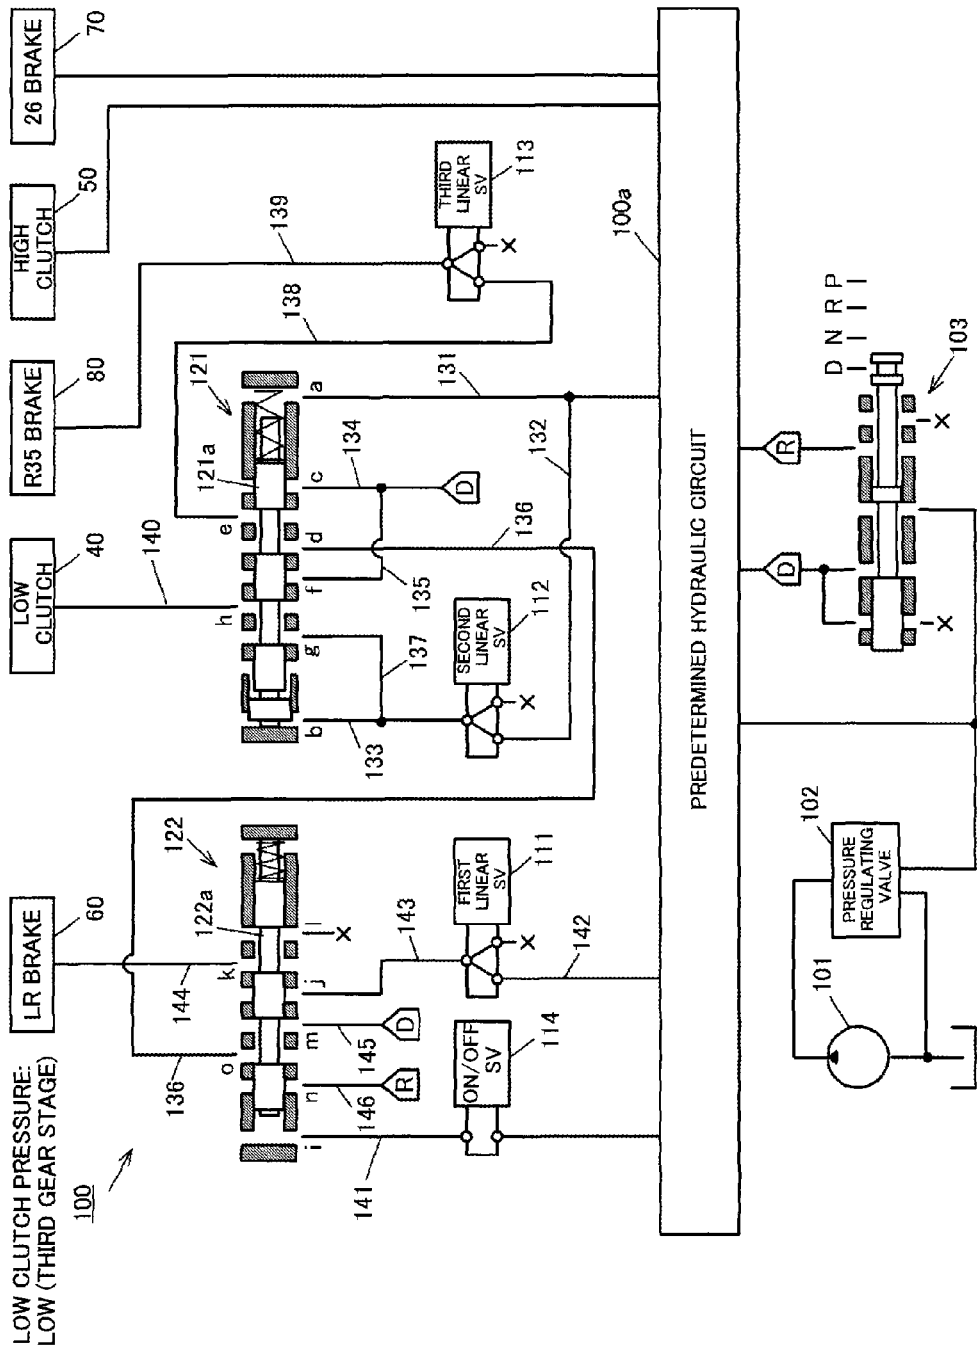 LOW CLUTCH PRESSURE:
LOW (THIRD GEAR STAGE)
100
LR BRAKE
60
LOW
CLUTCH
40
R35 BRAKE
80
HIGH
CLUTCH
50
26 BRAKE
70
136
144
140
138
139
122
122a
121
121a
o
k
h
e
i
n
m
j
l
b
g
f
d
c
a
141
146
145
143
133
137
135
136
134
132
131
R
D
D
ON/OFF
SV
114
FIRST
LINEAR
SV
111
142
SECOND
LINEAR
SV
112
THIRD
LINEAR
SV
113
X
X
X
X
100a
PREDETERMINED HYDRAULIC CIRCUIT
101
PRESSURE
REGULATING
VALVE
102
D
R
X
X
D N R P
103